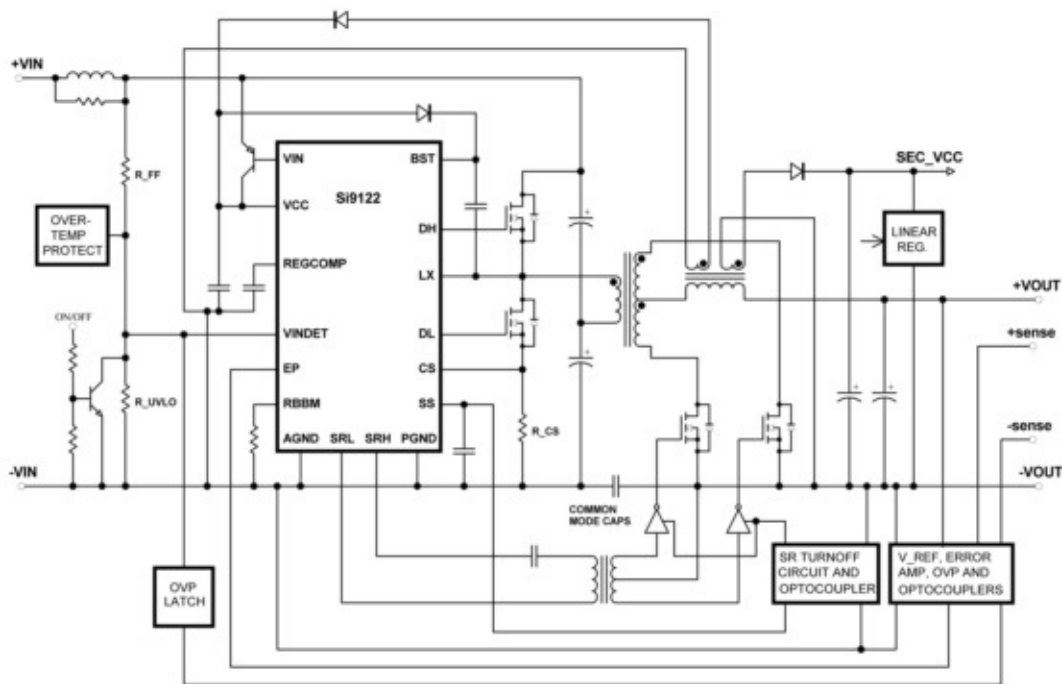 +VIN
SEC_VCC
VIN
BST
R_FF
Si9122
VCC
OVER-
TEMP
PROTECT
DH
LINEAR
REG.
REGCOMP
LX
+VOUT
ON/OFF
VINDET
DL
+sense
EP
CS
RBBM
SS
R_UVLO
R_CS
AGND
SRL
SRH
PGND
-sense
-VIN
-VOUT
COMMON
MODE CAPS
OVP
LATCH
SR TURNOFF
CIRCUIT AND
OPTOCOUPLER
V_REF, ERROR
AMP, OVP AND
OPTOCOUPLERS